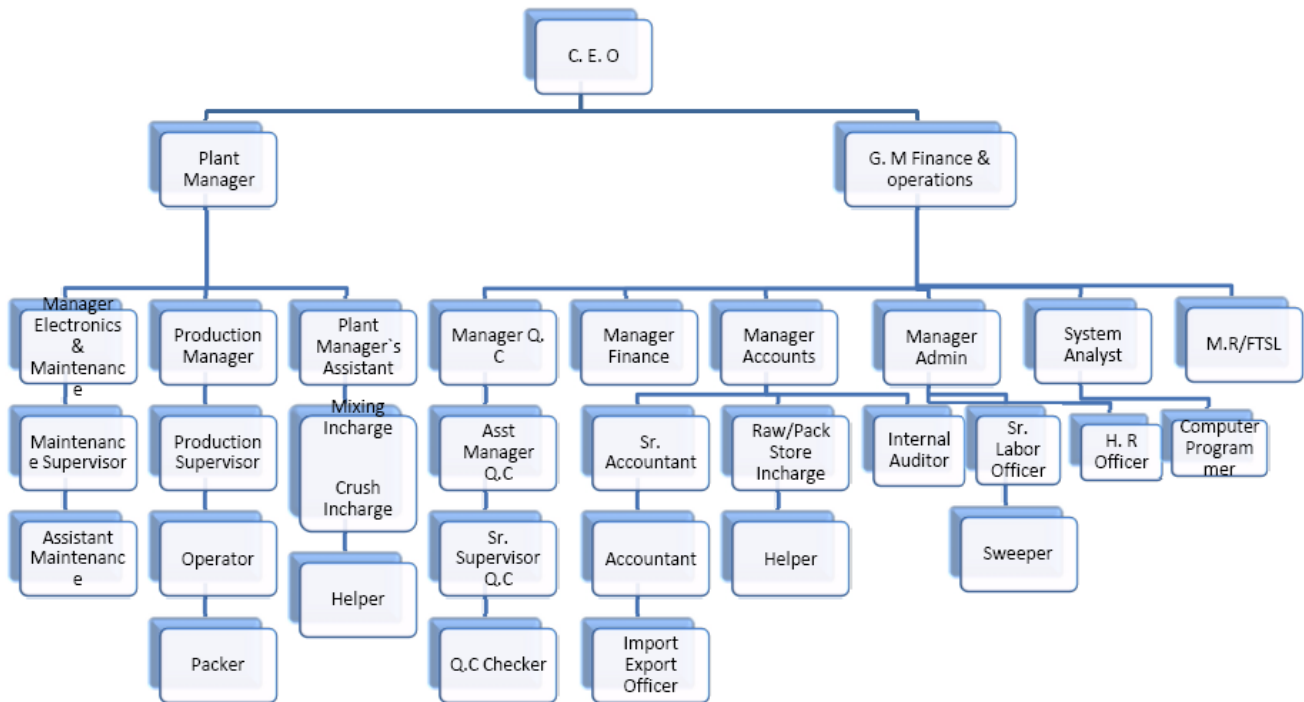 C. E. O
Plant
Manager
G. M Finance &
operations
Manager
Electronics
&
Maintenanc
e
Production
Manager
Plant
Manager`s
Assistant
Manager Q.
C
Manager
Finance
Manager
Accounts
Manager
Admin
System
Analyst
M.R/FTSL
Maintenanc
e Supervisor
Production
Supervisor
Mixing
Incharge
Crush
Incharge
Asst
Manager
Q.C
Sr.
Accountant
Raw/Pack
Store
Incharge
Internal
Auditor
Sr.
Labor
Officer
H. R
Officer
Computer
Program
mer
Assistant
Maintenanc
e
Operator
Helper
Sr.
Supervisor
Q.C
Accountant
Helper
Sweeper
Packer
Q.C Checker
Import
Export
Officer